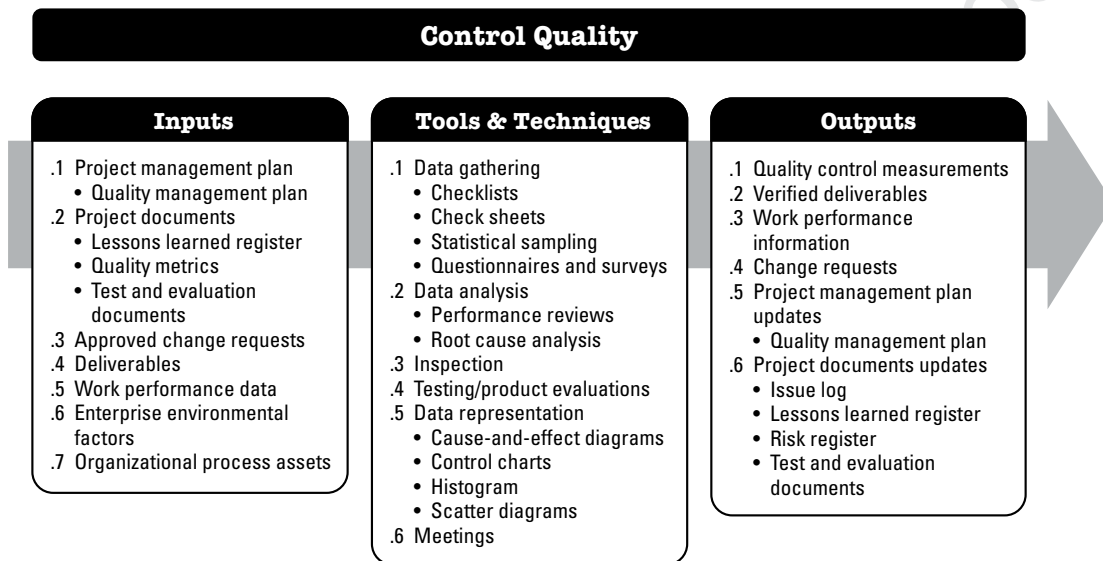 Control Quality
Inputs
.1 Project management plan
• Quality management plan
.2 Project documents
• Lessons learned register
• Quality metrics
• Test and evaluation
documents
.3 Approved change requests
.4 Deliverables
.5 Work performance data
.6 Enterprise environmental
factors
.7 Organizational process assets
Tools & Techniques
.1 Data gathering
• Checklists
• Check sheets
• Statistical sampling
• Questionnaires and surveys
.2 Data analysis
• Performance reviews
• Root cause analysis
.3 Inspection
.4 Testing/product evaluations
.5 Data representation
• Cause-and-effect diagrams
• Control charts
• Histogram
• Scatter diagrams
.6 Meetings
Outputs
.1 Quality control measurements
.2 Verified deliverables
.3 Work performance
information
.4 Change requests
.5 Project management plan
updates
• Quality management plan
.6 Project documents updates
• Issue log
• Lessons learned register
• Risk register
• Test and evaluation
documents